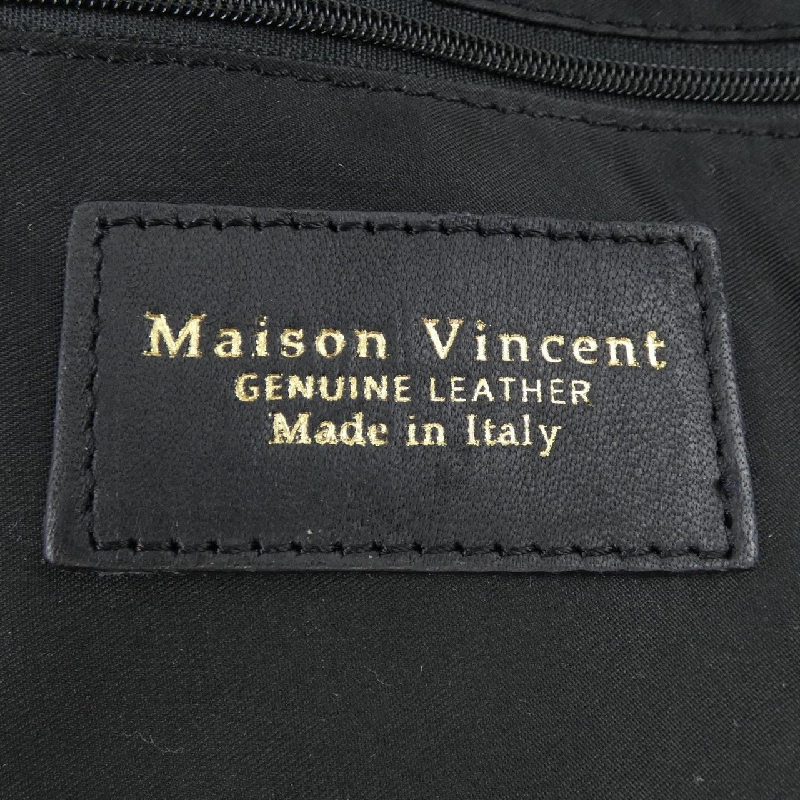 Maison Vincent
GENUINE LEATHER
Made in Italy